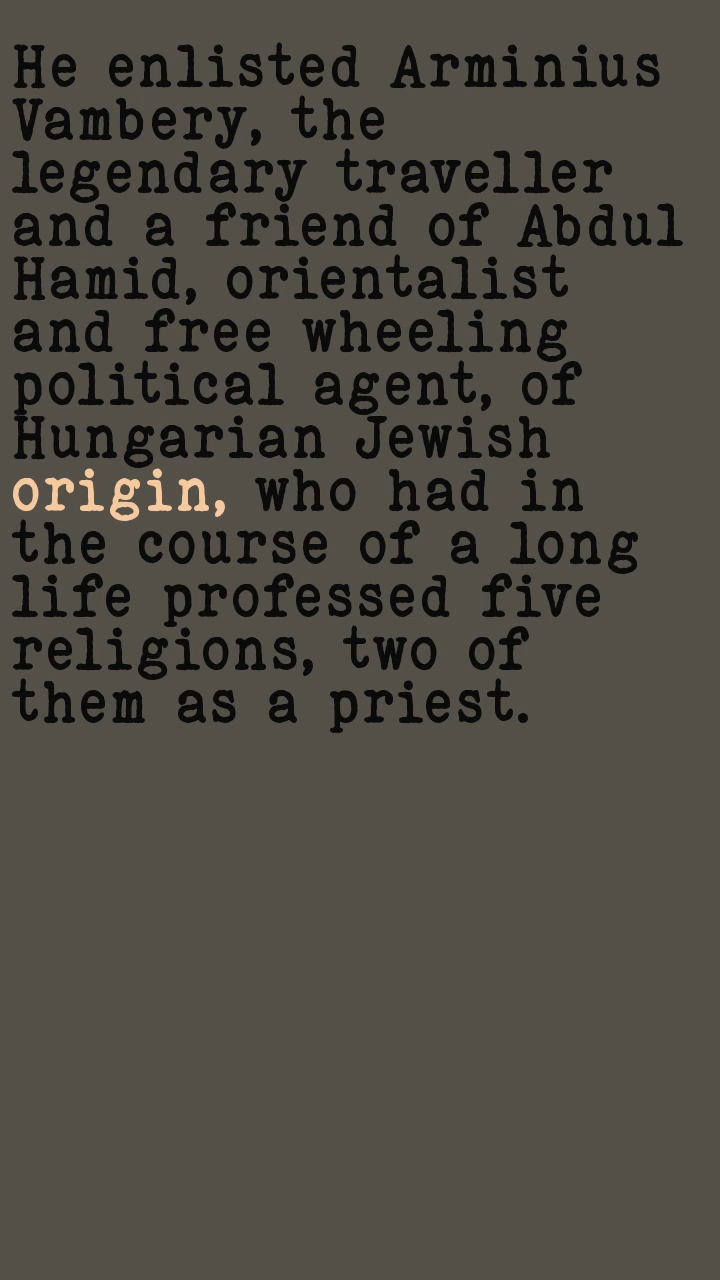 He enlisted Arminius
Vambery, the
legendary traveller
and a friend of Abdul
Hamid, orientalist
and free wheeling
political agent, of
Hungarian Jewish
origin, who had in
the course of a long
life professed five
religions, two of
them as a priest.